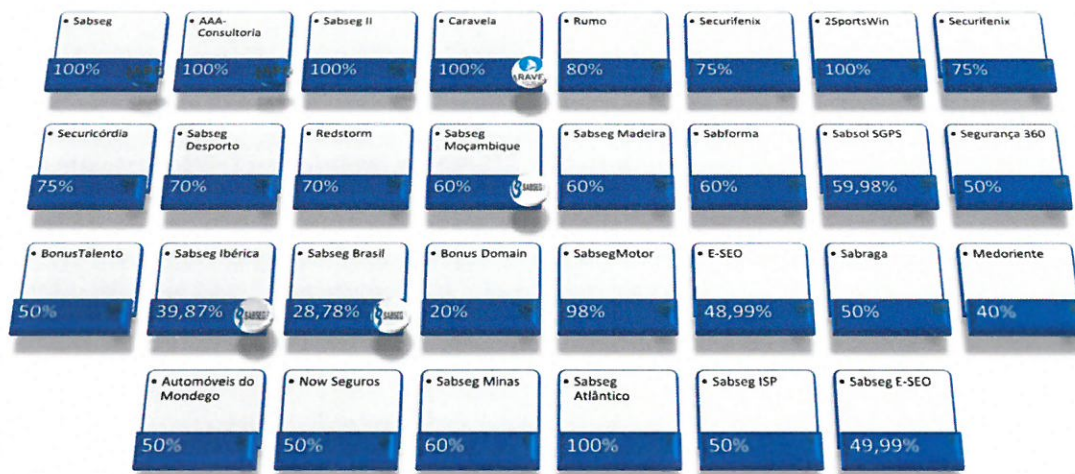 • Sabseg
100%
• AAA-
Consultoria
100%
• Sabseg II
100%
• Caravela
100%
ARAVE
• Rumo
80%
• Securifenix
75%
• 2SportsWin
100%
• Securifenix
75%
• Securicórdia
75%
• Sabseg
Desporto
70%
• Redstorm
70%
• Sabseg
Moçambique
60%
SABSEG
• Sabseg Madeira
60%
• Sabforma
60%
• Sabsol SGPS
59,98%
• Segurança 360
50%
• BonusTalento
50%
• Sabseg Ibérica
39,87%
SABSEG
• Sabseg Brasil
28,78%
SABSEG
• Bonus Domain
20%
• SabsegMotor
98%
• E-SEO
48,99%
• Sabraga
50%
• Medoriente
40%
• Automóveis do
Mondego
50%
• Now Seguros
50%
• Sabseg Minas
60%
• Sabseg
Atlântico
100%
• Sabseg ISP
50%
• Sabseg E-SEO
49,99%